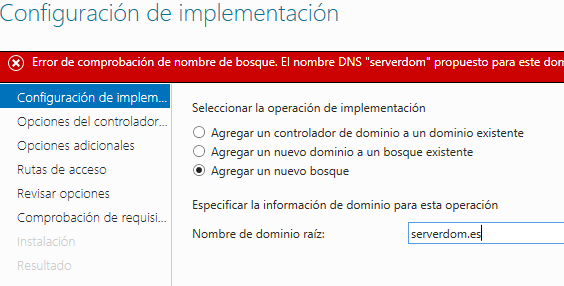 Configuración de implementación
Error de comprobación de nombre de bosque. El nombre DNS "serverdom" propuesto para este dom
Configuración de implem...
Opciones del controlador...
Opciones adicionales
Rutas de acceso
Revisar opciones
Comprobación de requisi...
Instalación
Resultado
Seleccionar la operación de implementación
Agregar un controlador de dominio a un dominio existente
Agregar un nuevo dominio a un bosque existente
Agregar un nuevo bosque
Especificar la información de dominio para esta operación
Nombre de dominio raíz: serverdom.es